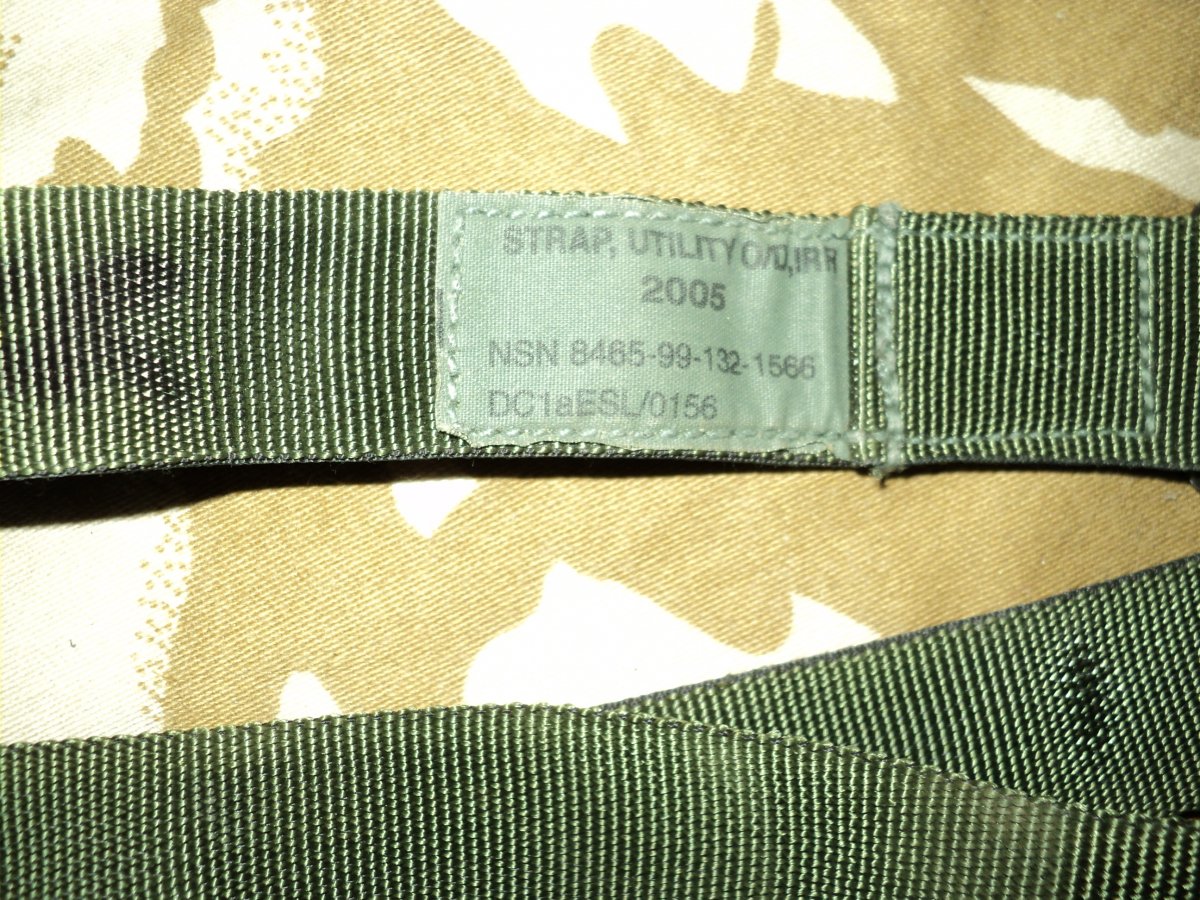 STRAP, UTILITY O/D, IRR
2005
NSN 8465-99-132-1566
DC1aESL/0156